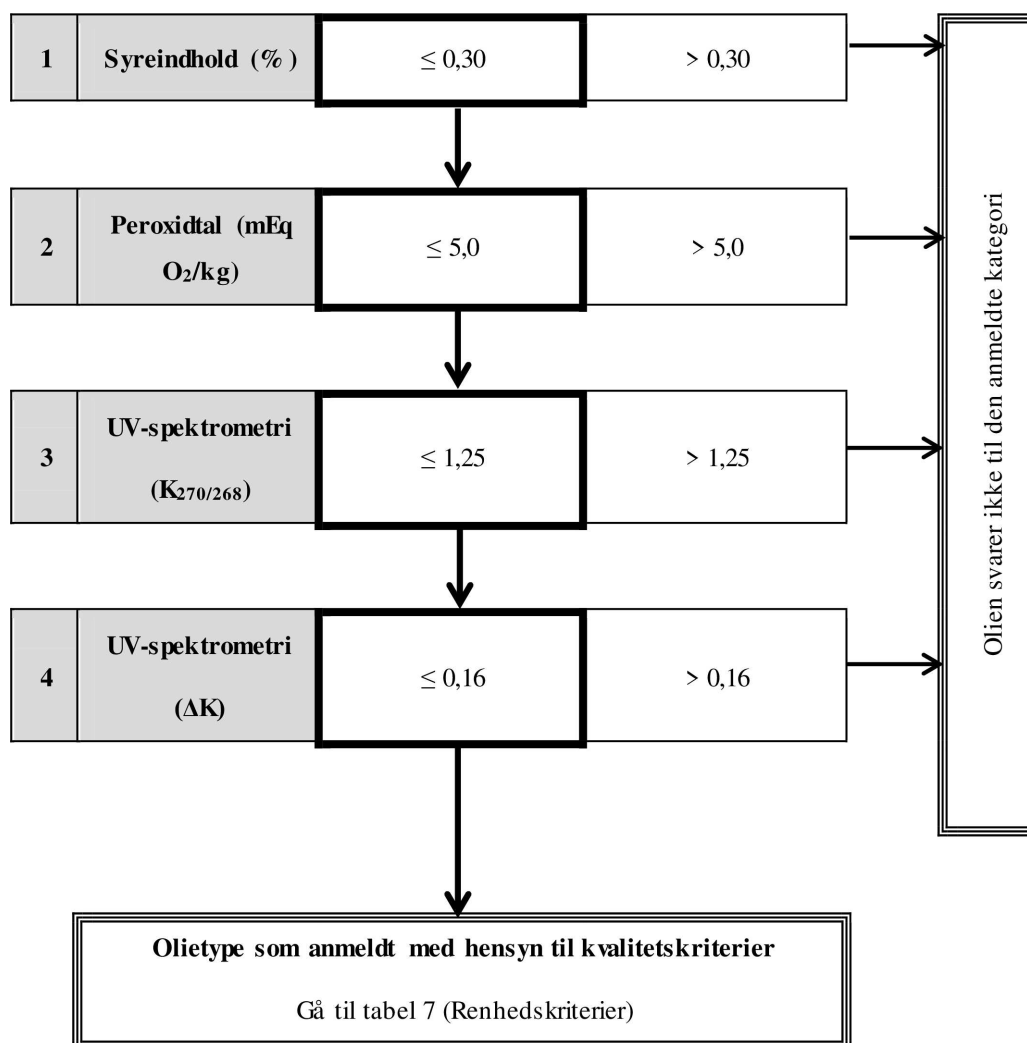 1 Syreindhold (%) ≤ 0,30 > 0,30
2 Peroxidtal (mEq
O₂/kg) ≤ 5,0 > 5,0
3 UV-spektrometri
(K₂₇₀/₂₆₈) ≤ 1,25 > 1,25
4 UV-spektrometri
(ΔK) ≤ 0,16 > 0,16
Olien svarer ikke til den anmeldte kategori
Olietype som anmeldt med hensyn til kvalitetskriterier
Gå til tabel 7 (Renhedskriterier)